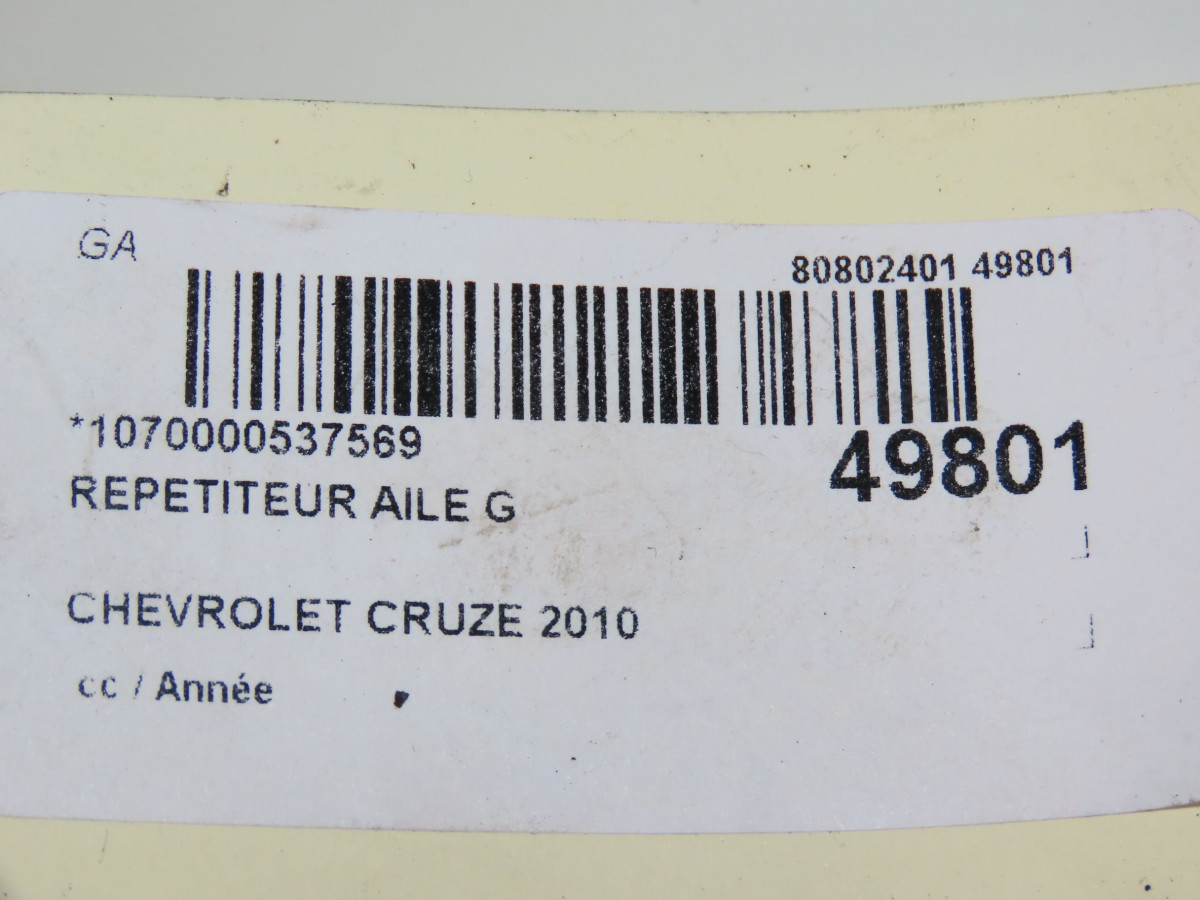 GA
80802401 49801
*1070000537569
49801
REPETITEUR AILE G
CHEVROLET CRUZE 2010
cc / Année